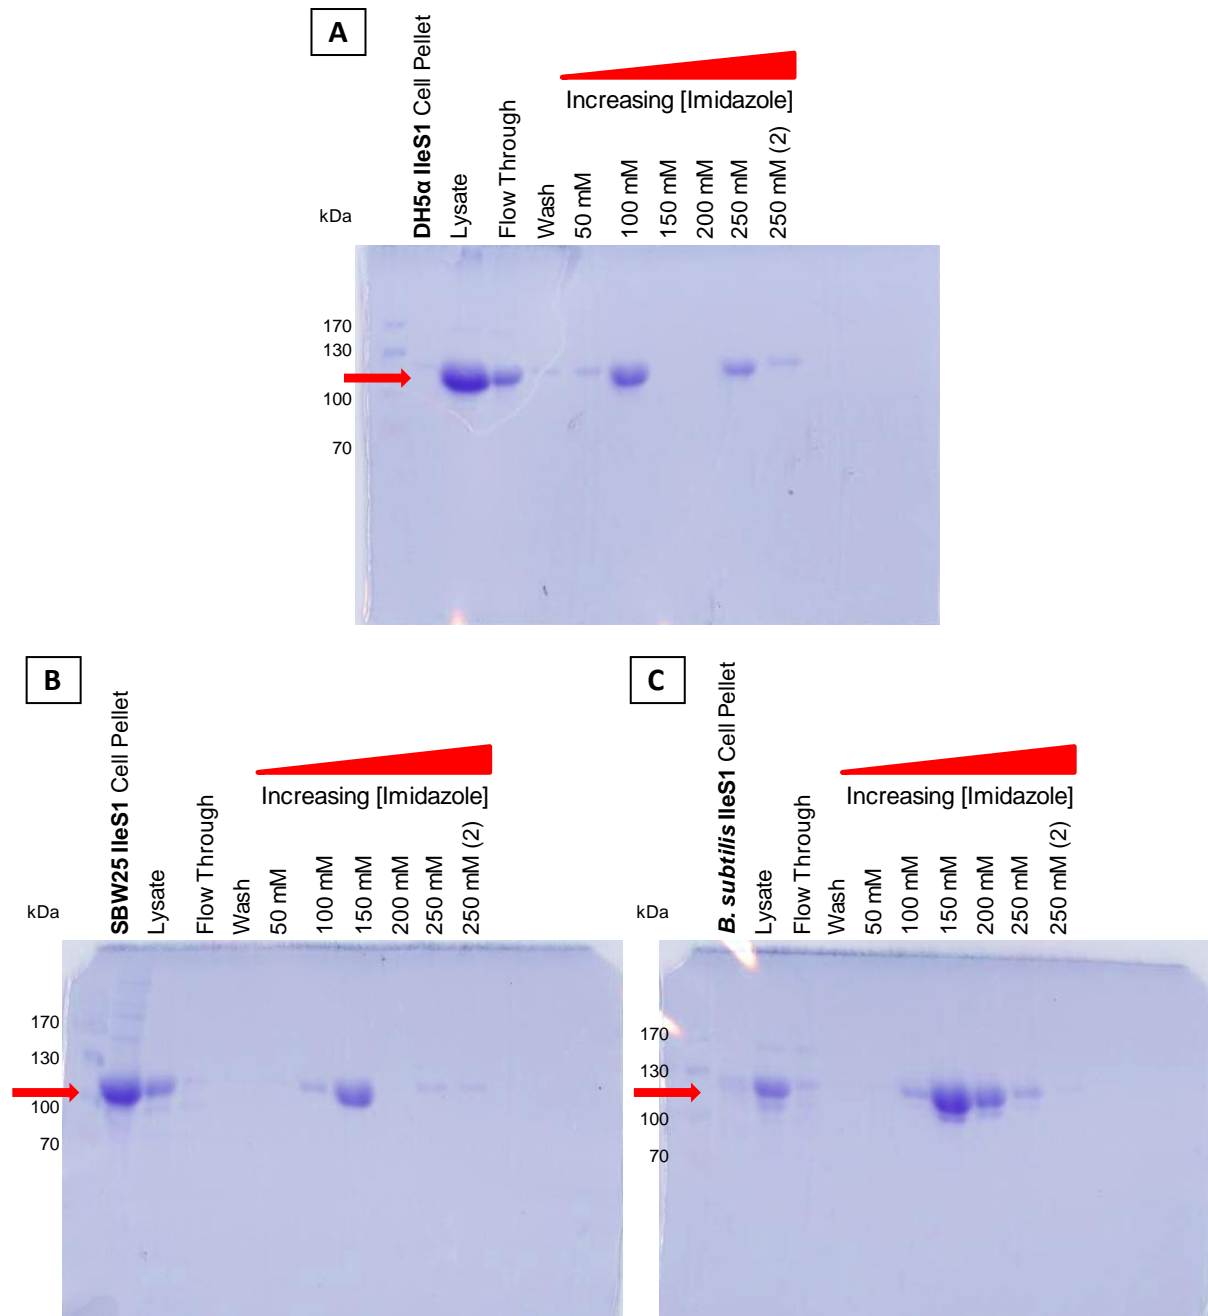 A
Increasing [Imidazole]
kDa
DH5α IleS1 Cell Pellet
Lysate
Flow Through
Wash
50 mM
100 mM
150 mM
200 mM
250 mM
250 mM (2)
170
130
100
70
B
Increasing [Imidazole]
kDa
SBW25 IleS1 Cell Pellet
Lysate
Flow Through
Wash
50 mM
100 mM
150 mM
200 mM
250 mM
250 mM (2)
170
130
100
70
C
Increasing [Imidazole]
kDa
B. subtilis IleS1 Cell Pellet
Lysate
Flow Through
Wash
50 mM
100 mM
150 mM
200 mM
250 mM
250 mM (2)
170
130
100
70